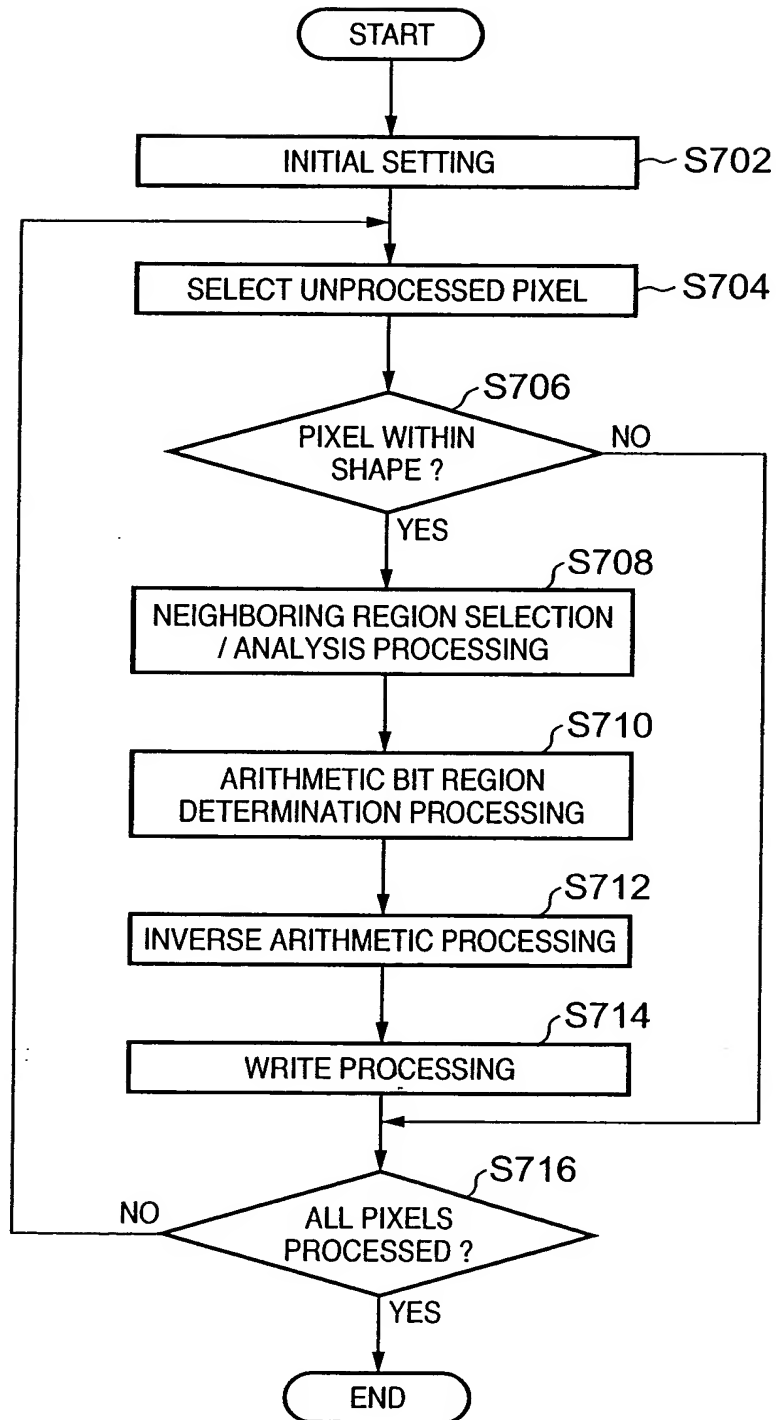 START
INITIAL SETTING
S702
SELECT UNPROCESSED PIXEL
S704
S706
PIXEL WITHIN
SHAPE ?
NO
YES
S708
NEIGHBORING REGION SELECTION
/ ANALYSIS PROCESSING
S710
ARITHMETIC BIT REGION
DETERMINATION PROCESSING
S712
INVERSE ARITHMETIC PROCESSING
S714
WRITE PROCESSING
S716
NO
ALL PIXELS
PROCESSED ?
YES
END